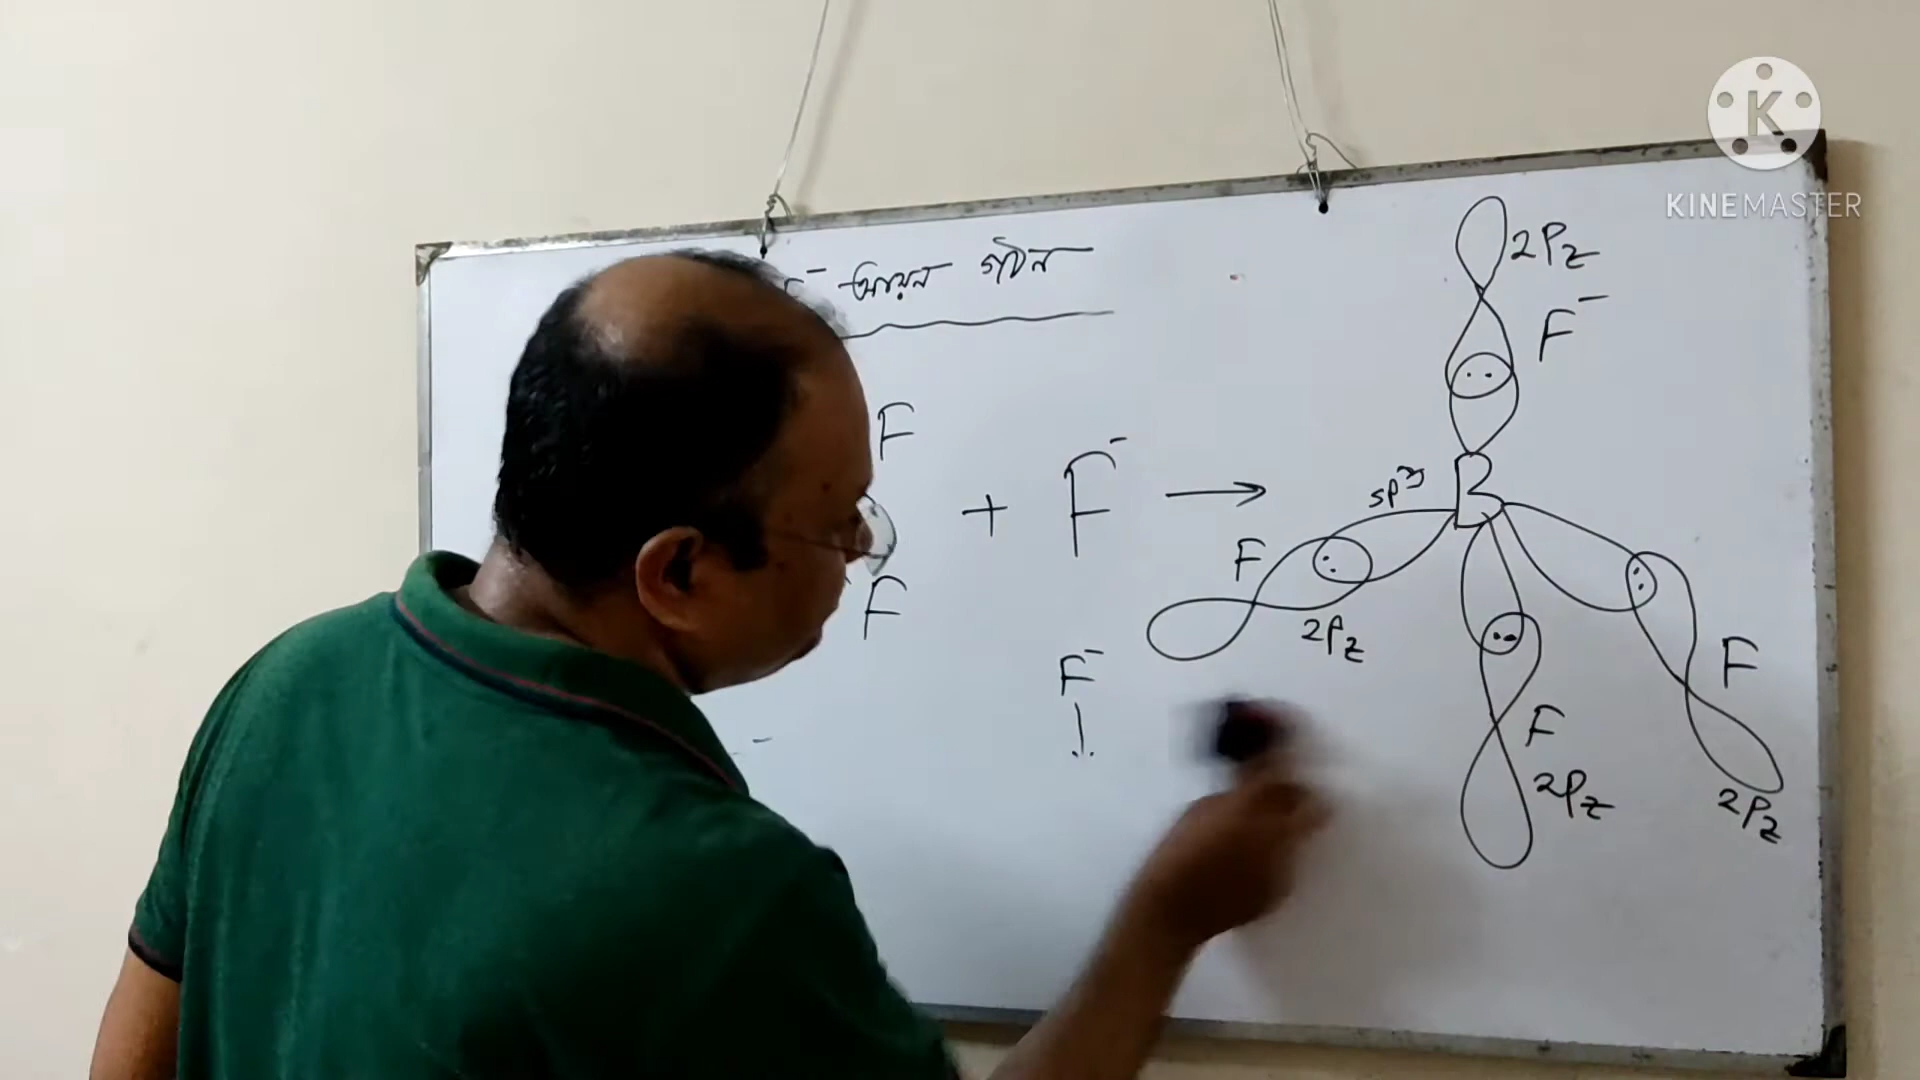 আয়ন গঠন
F
+ F⁻ →
F
F⁻
2Pz
F⁻
B
sp³
F
2Pz
F
2Pz
F
2Pz
K
KINEMASTER